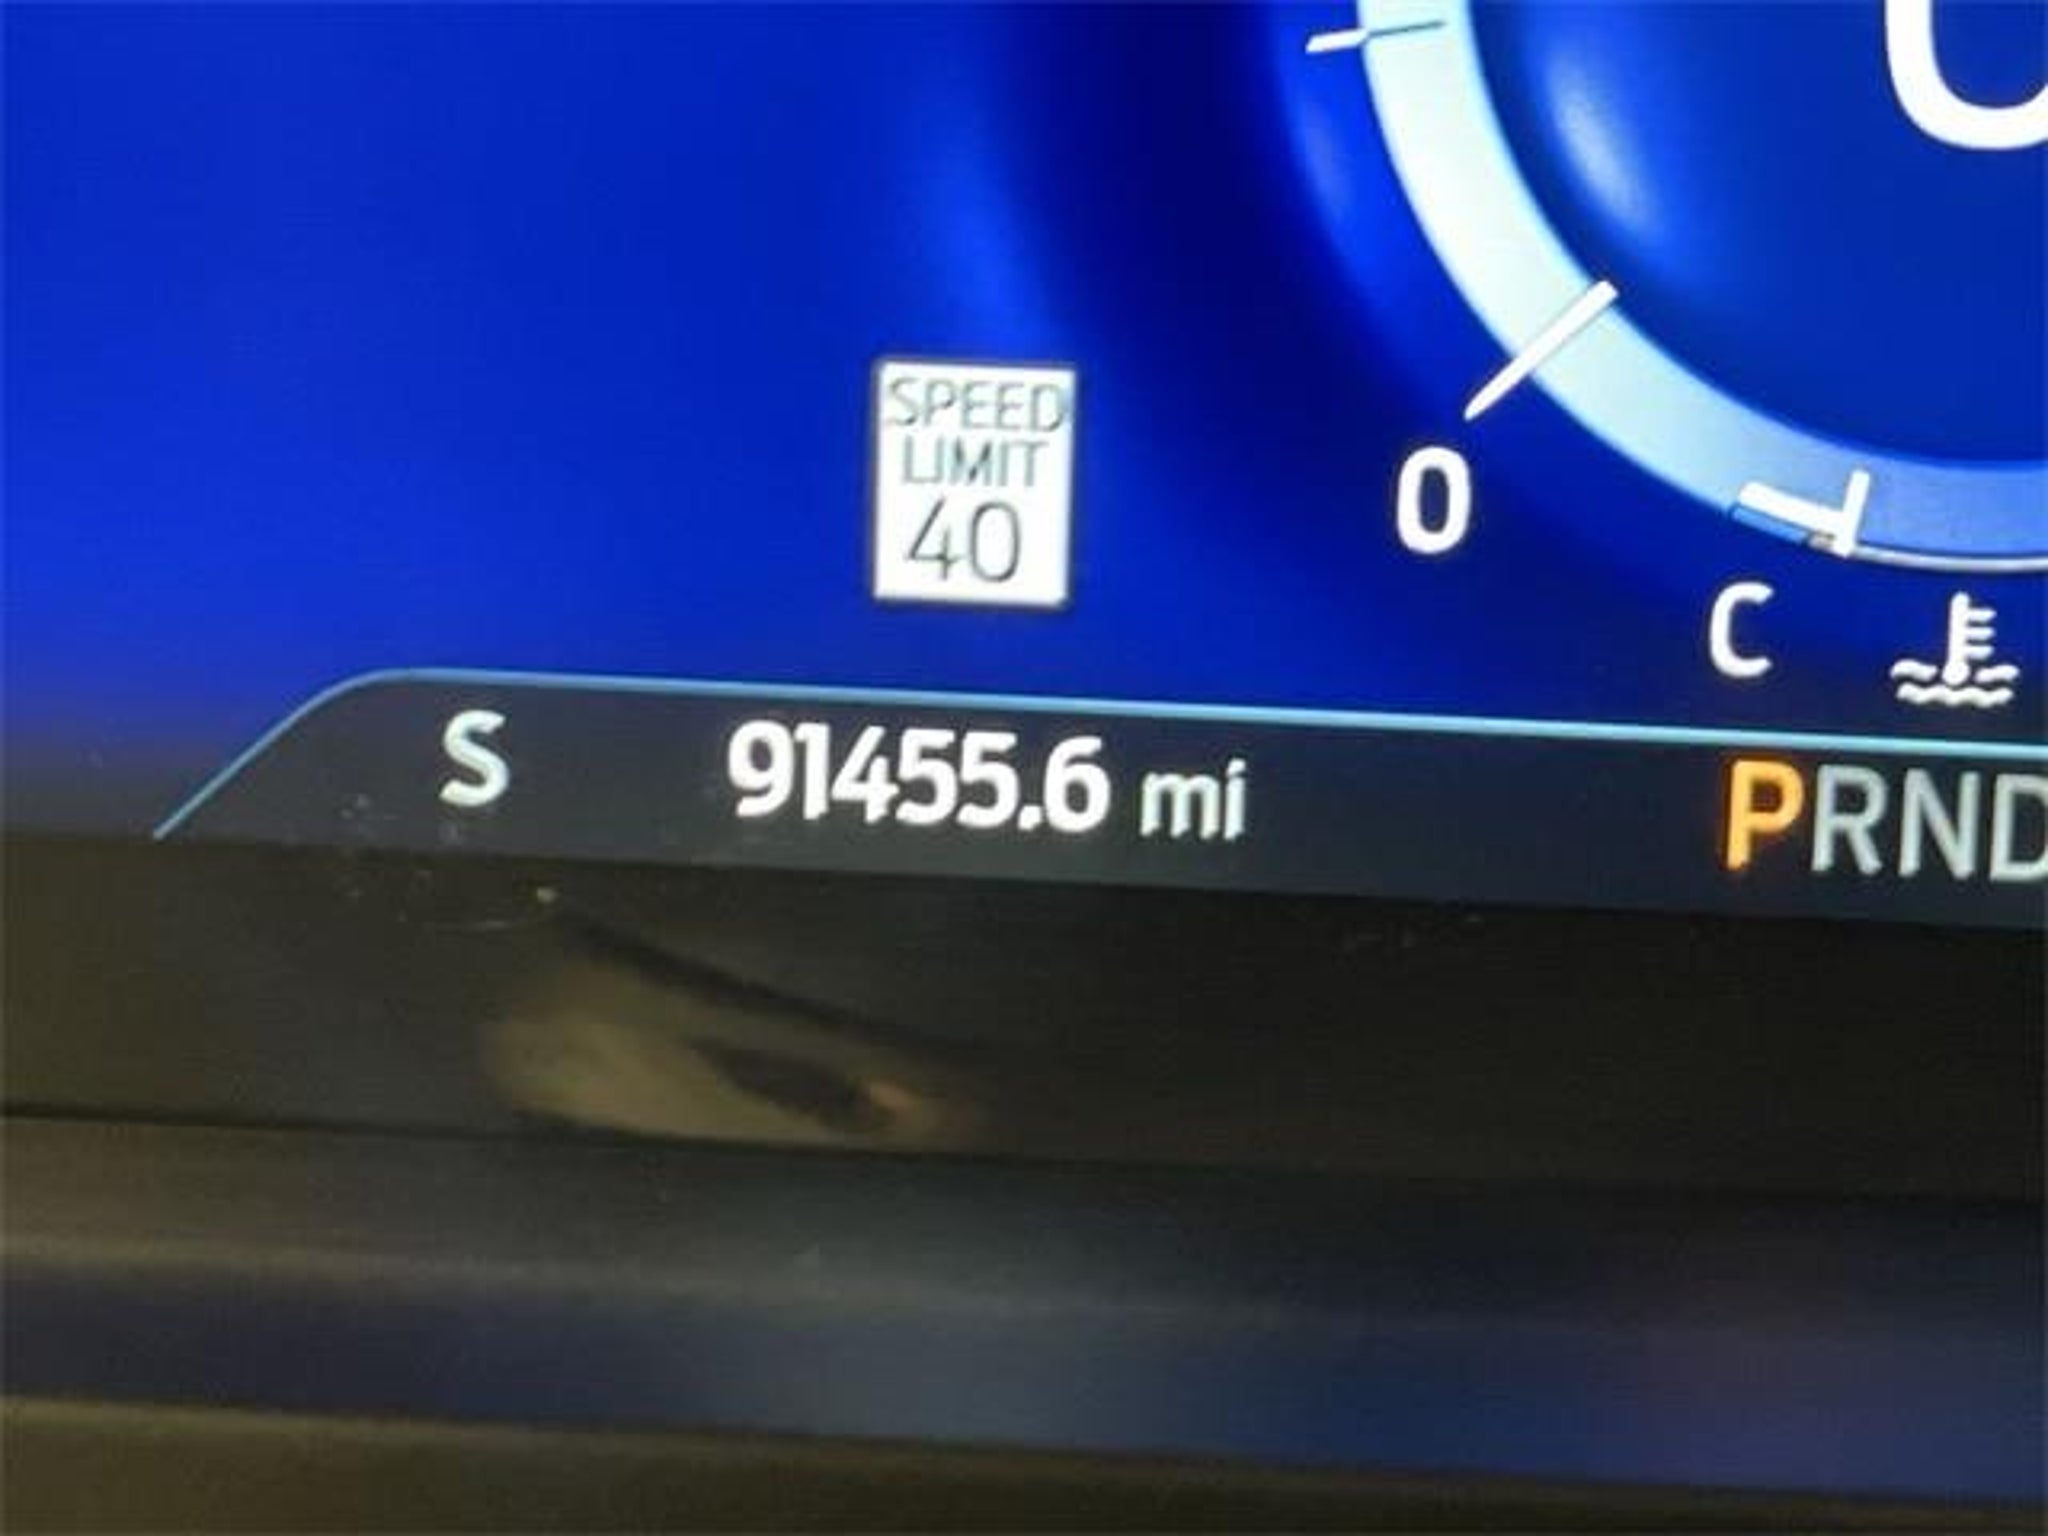 SPEED
LIMIT
40
0
C
S 91455.6 mi PRND